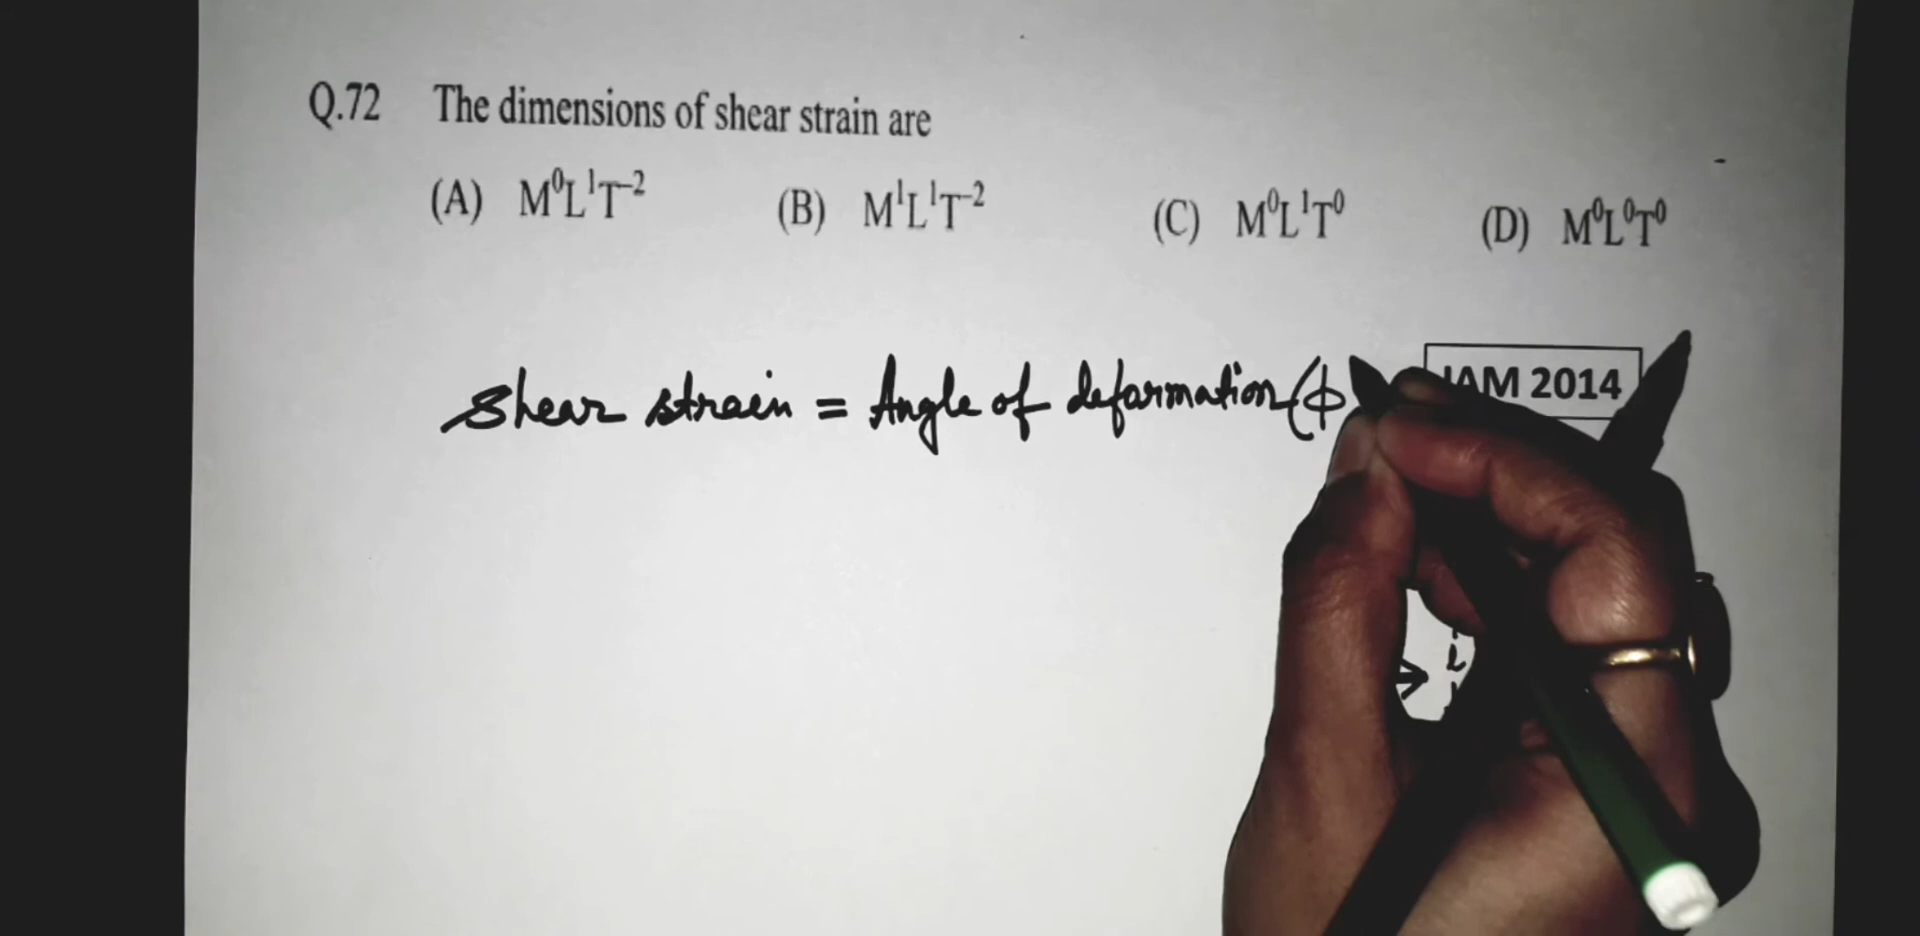 Q.72 The dimensions of shear strain are
(A) M⁰L¹T⁻² (B) M¹L¹T⁻² (C) M⁰L¹T⁰ (D) M⁰L⁰T⁰
Shear strain = Angle of deformation (ϕ
AM 2014